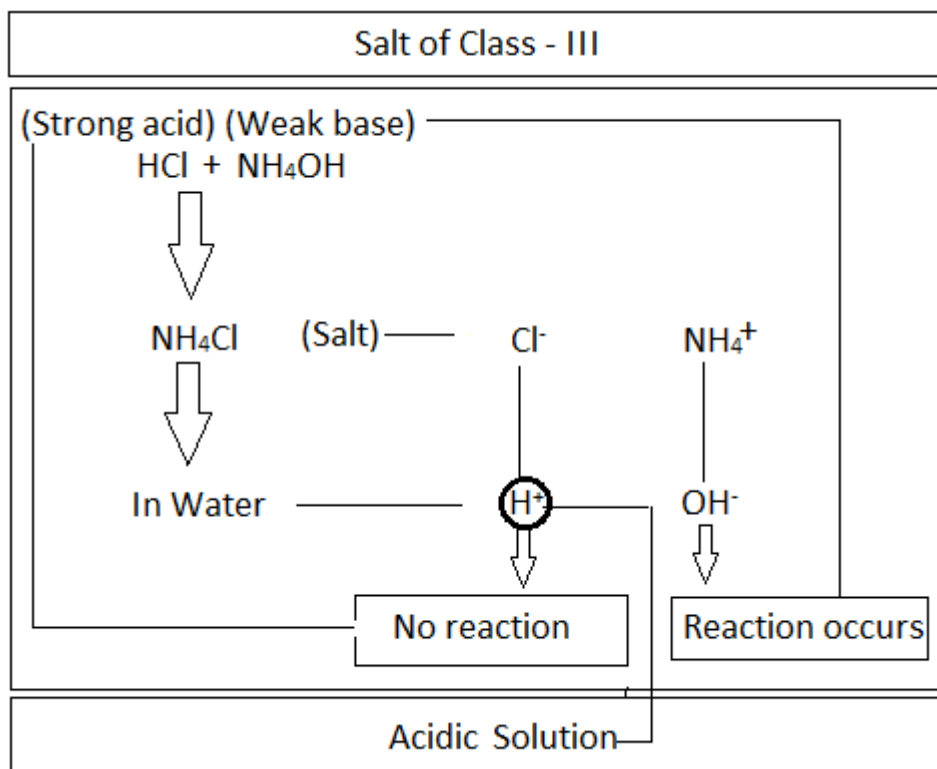 Salt of Class - III
(Strong acid) (Weak base)
HCl + NH₄OH
NH₄Cl (Salt) Cl⁻ NH₄⁺
In Water H⁺ OH⁻
No reaction Reaction occurs
Acidic Solution